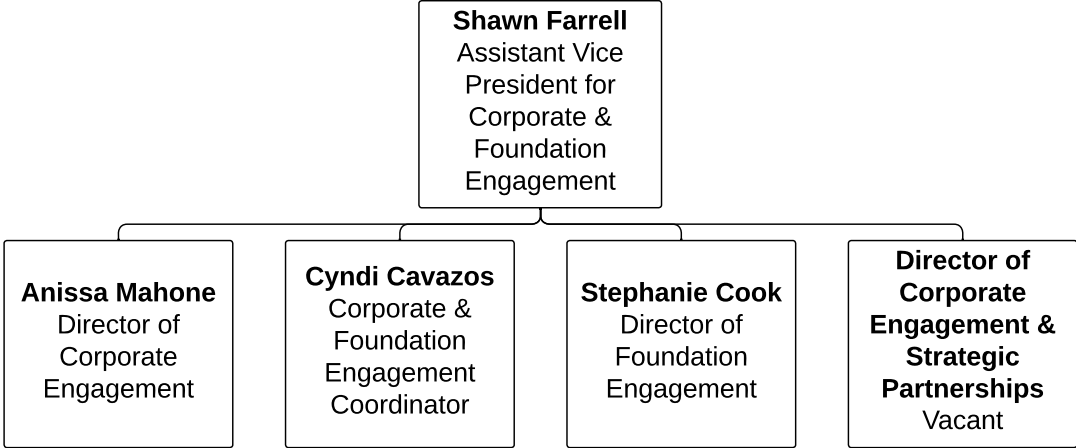 Shawn Farrell
Assistant Vice
President for
Corporate &
Foundation
Engagement
Anissa Mahone
Director of
Corporate
Engagement
Cyndi Cavazos
Corporate &
Foundation
Engagement
Coordinator
Stephanie Cook
Director of
Foundation
Engagement
Director of
Corporate
Engagement &
Strategic
Partnerships
Vacant